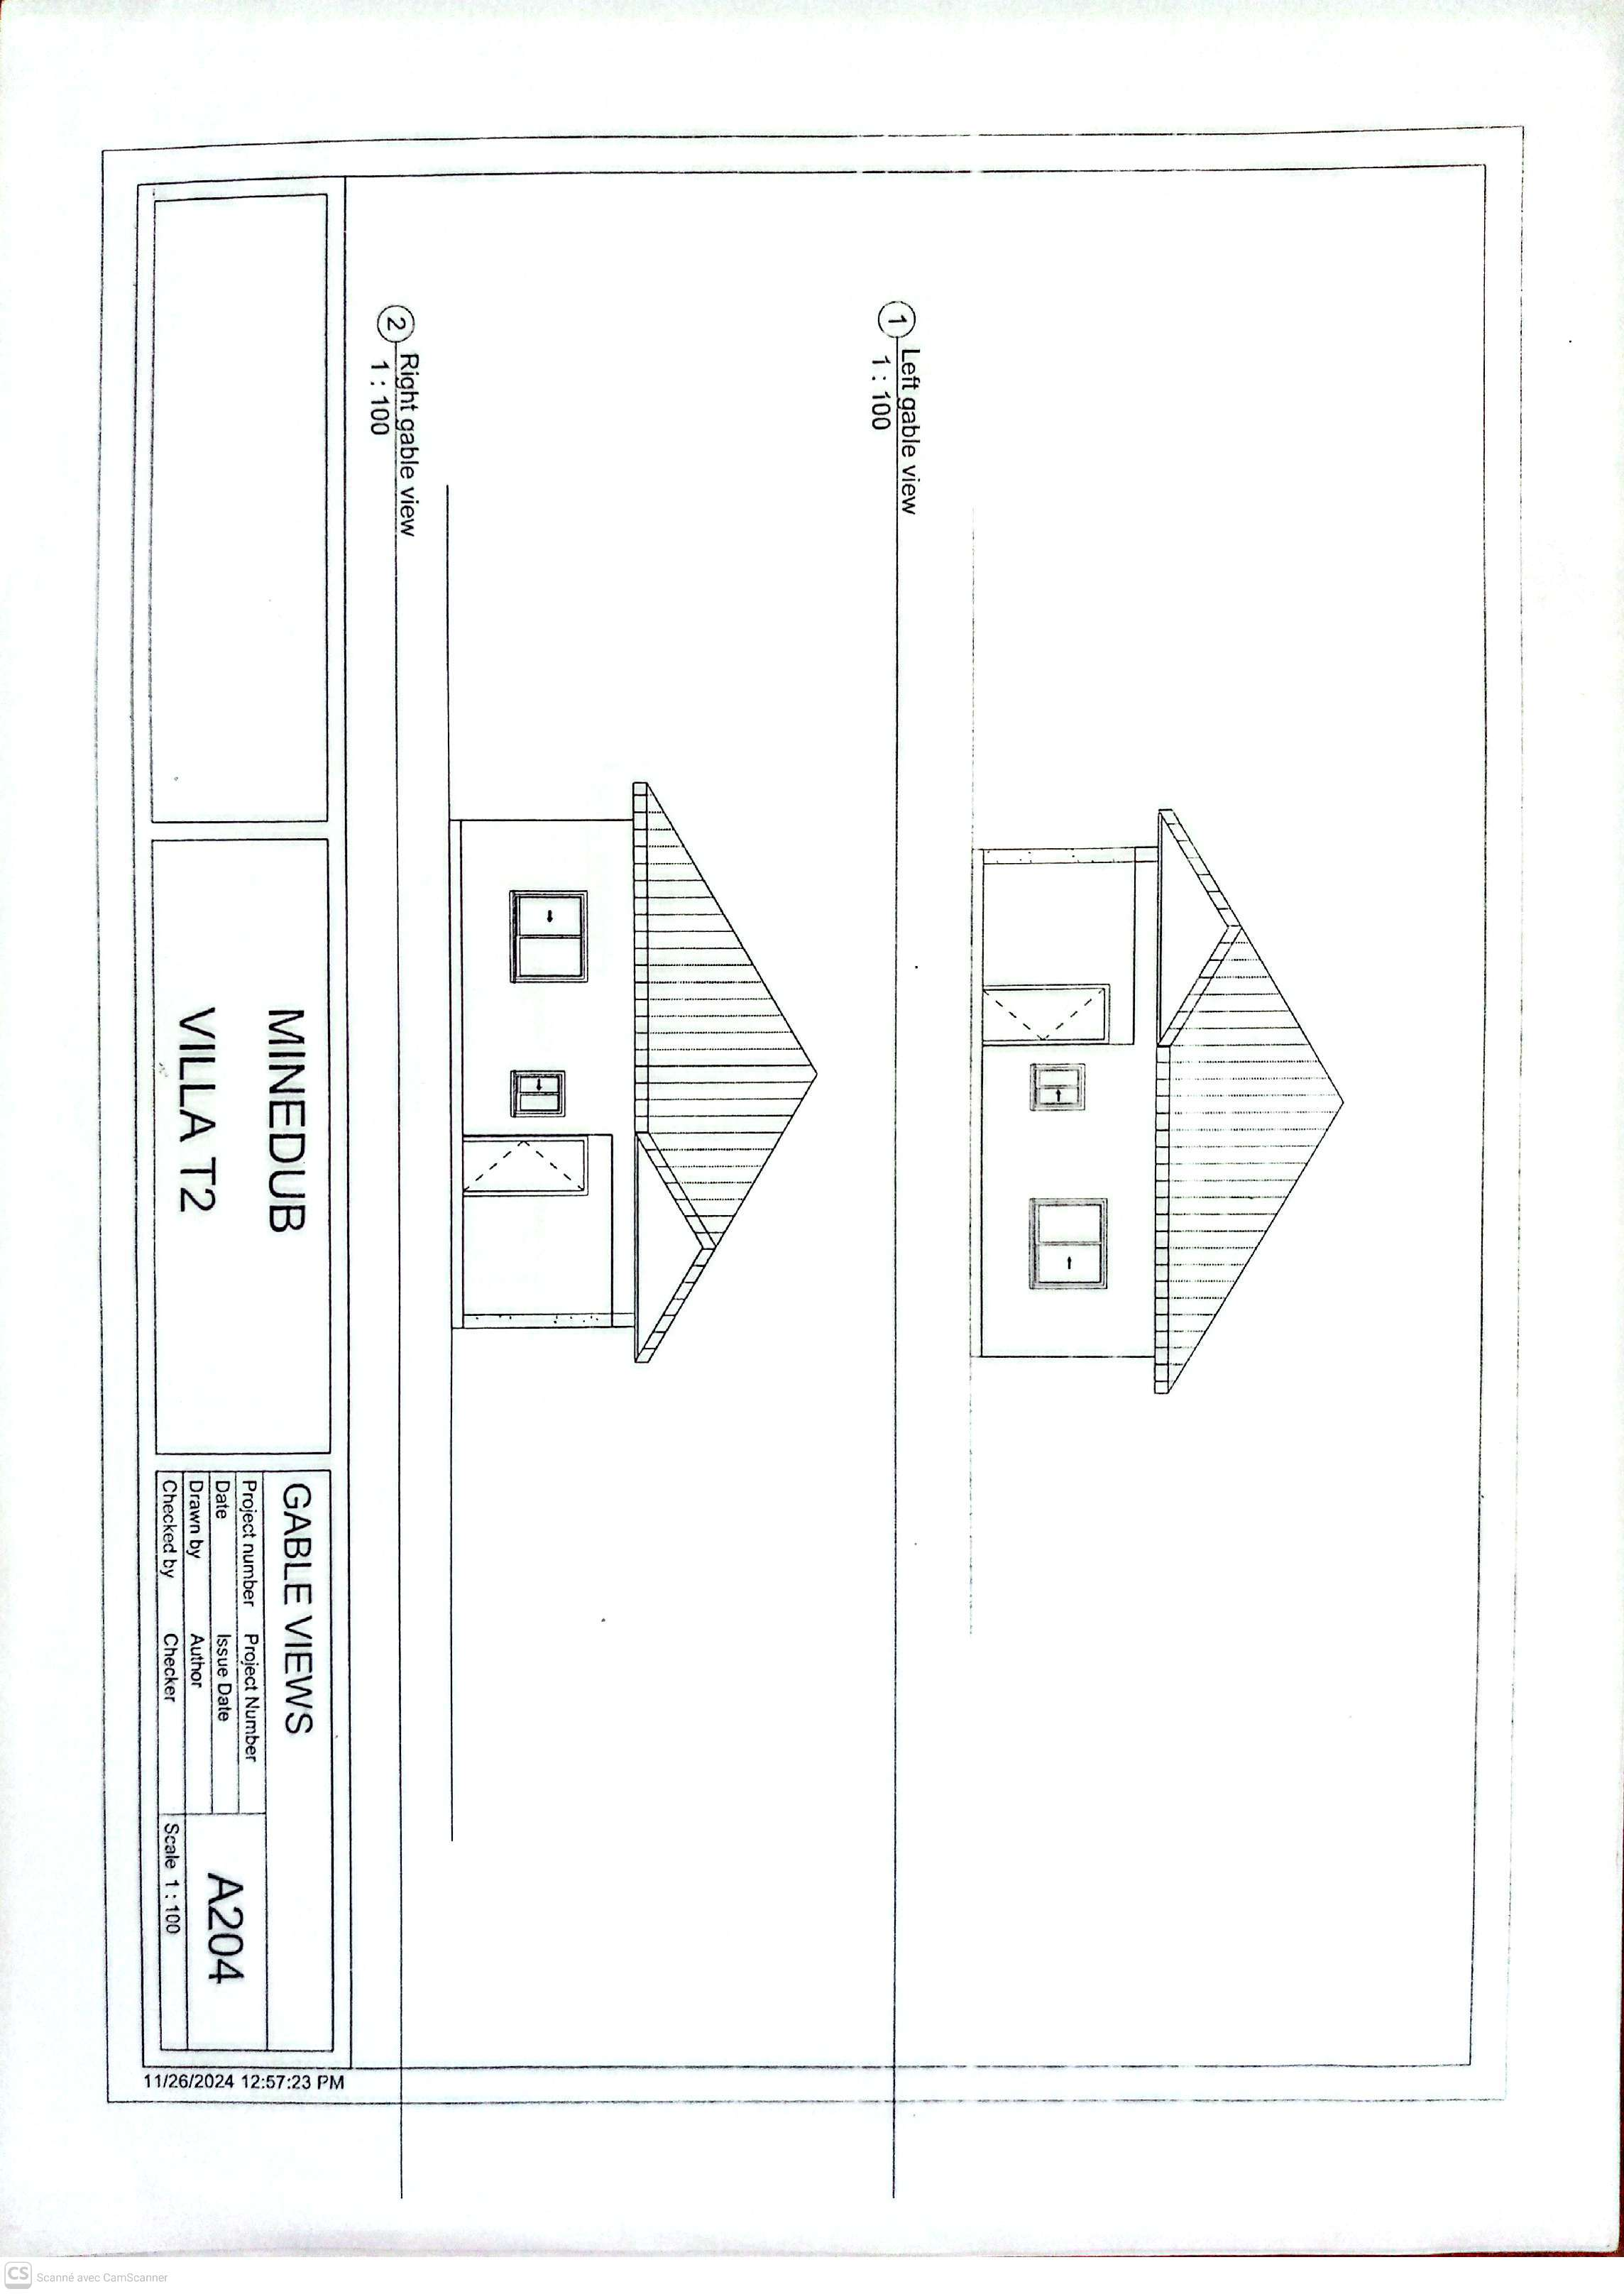 1
Left gable view
1 : 100
2
Right gable view
1 : 100
MINEDUB
VILLA T2
GABLE VIEWS
Project number Project Number
Date Issue Date
Drawn by Author
Checked by Checker
A204
Scale 1 : 100
11/26/2024 12:57:23 PM
CS Scanné avec CamScanner